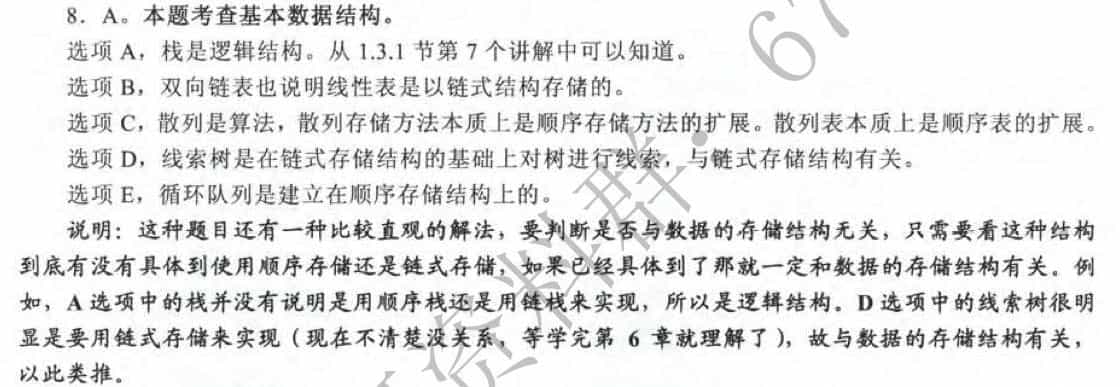 8. A。本题考查基本数据结构。
选项 A，栈是逻辑结构。从 1.3.1 节第 7 个讲解中可以知道。
选项 B，双向链表也说明线性表是以链式结构存储的。
选项 C，散列是算法，散列存储方法本质上是顺序存储方法的扩展。散列表本质上是顺序表的扩展。
选项 D，线索树是在链式存储结构的基础上对树进行线索，与链式存储结构有关。
选项 E，循环队列是建立在顺序存储结构上的。
说明：这种题目还有一种比较直观的解法，要判断是否与数据的存储结构无关，只需要看这种结构
到底有没有具体到使用顺序存储还是链式存储，如果已经具体到了那就一定和数据的存储结构有关。例
如，A 选项中的栈并没有说明是用顺序栈还是用链栈来实现，所以是逻辑结构。D 选项中的线索树很明
显是要用链式存储来实现（现在不清楚没关系，等学完第 6 章就理解了），故与数据的存储结构有关，
以此类推。
资料群：67